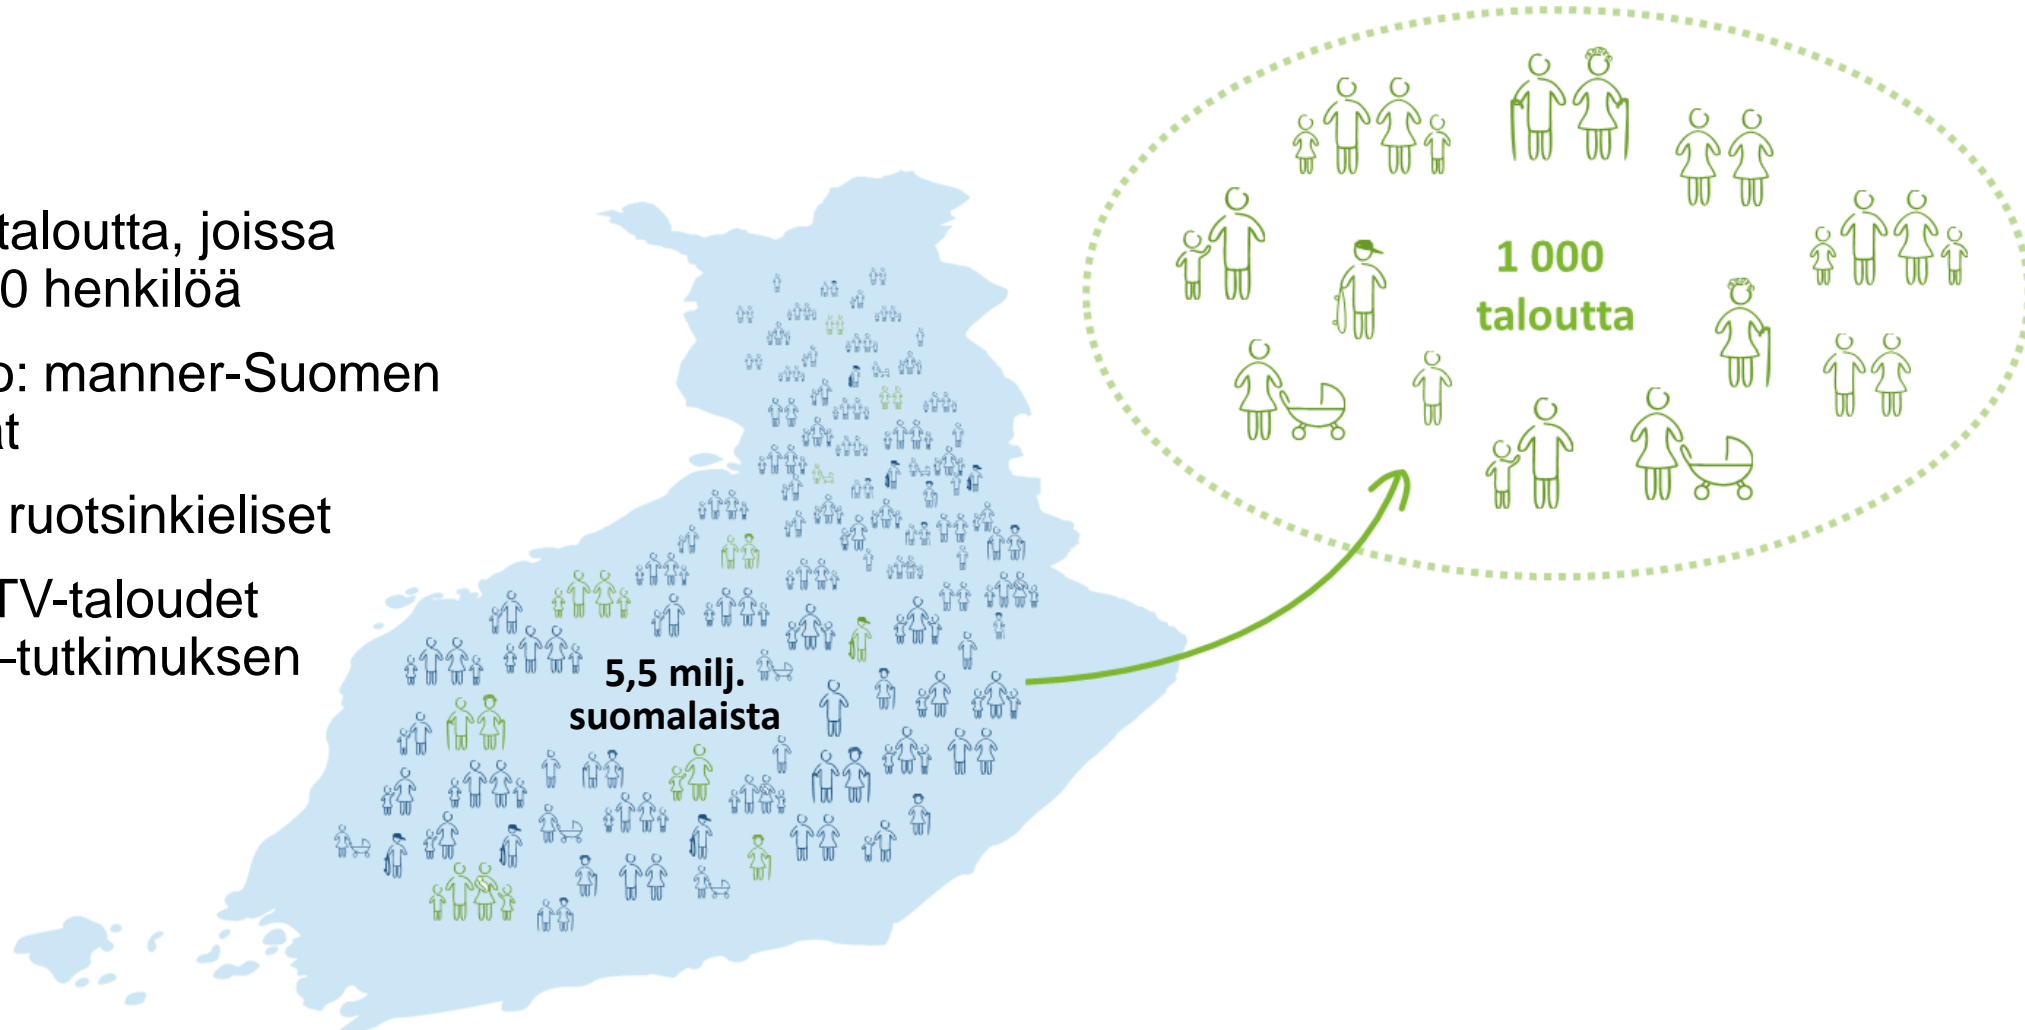 taloutta, joissa
0 henkilöä
: manner-Suomen
ruotsinkieliset
TV-taloudet
–tutkimuksen
5,5 milj.
suomalaista
1 000
taloutta